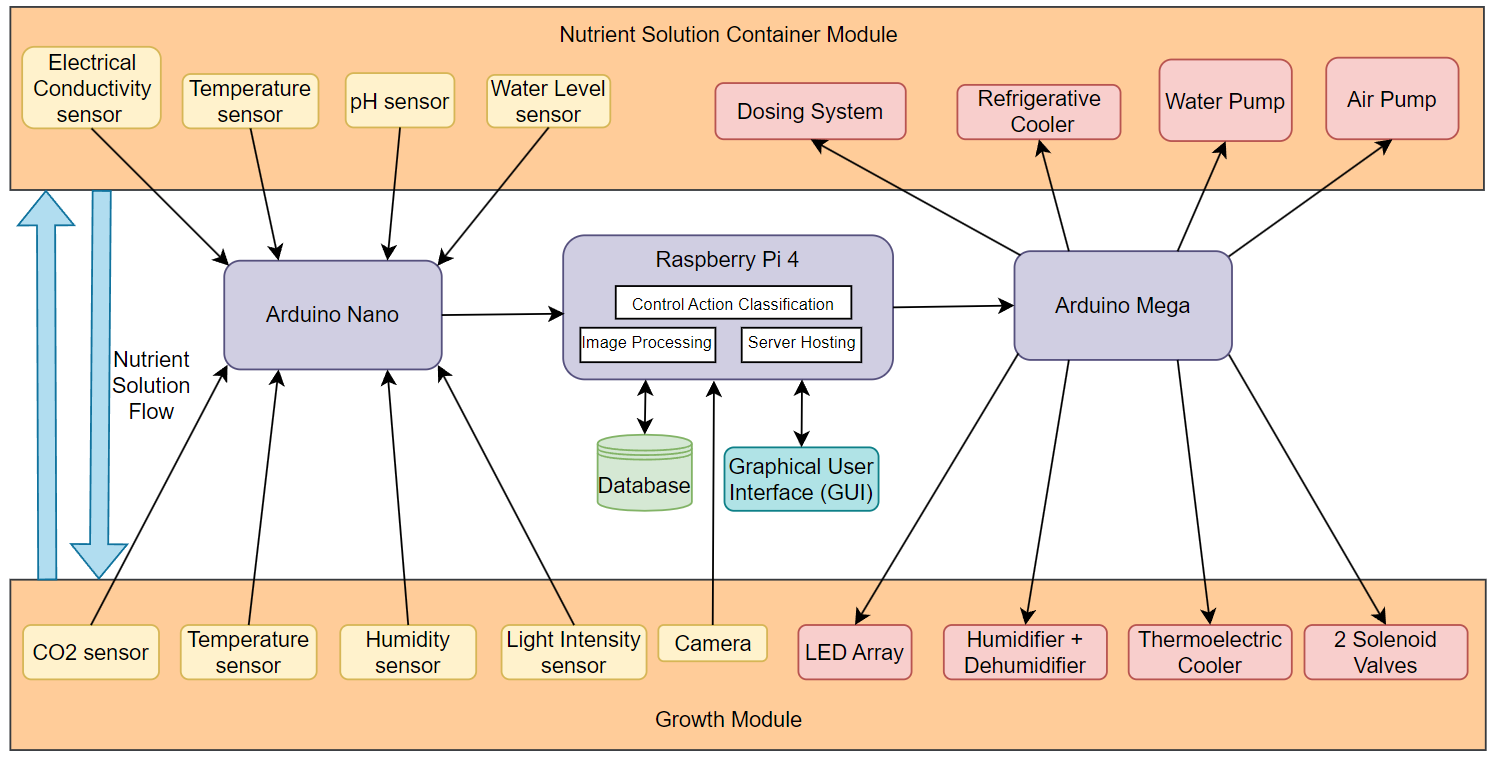 Nutrient Solution Container Module
Electrical
Conductivity
sensor
Temperature
sensor
pH sensor
Water Level
sensor
Dosing System
Refrigerative
Cooler
Water Pump
Air Pump
Arduino Nano
Raspberry Pi 4
Control Action Classification
Image Processing
Server Hosting
Arduino Mega
Nutrient
Solution
Flow
Database
Graphical User
Interface (GUI)
CO2 sensor
Temperature
sensor
Humidity
sensor
Light Intensity
sensor
Camera
LED Array
Humidifier +
Dehumidifier
Thermoelectric
Cooler
2 Solenoid
Valves
Growth Module